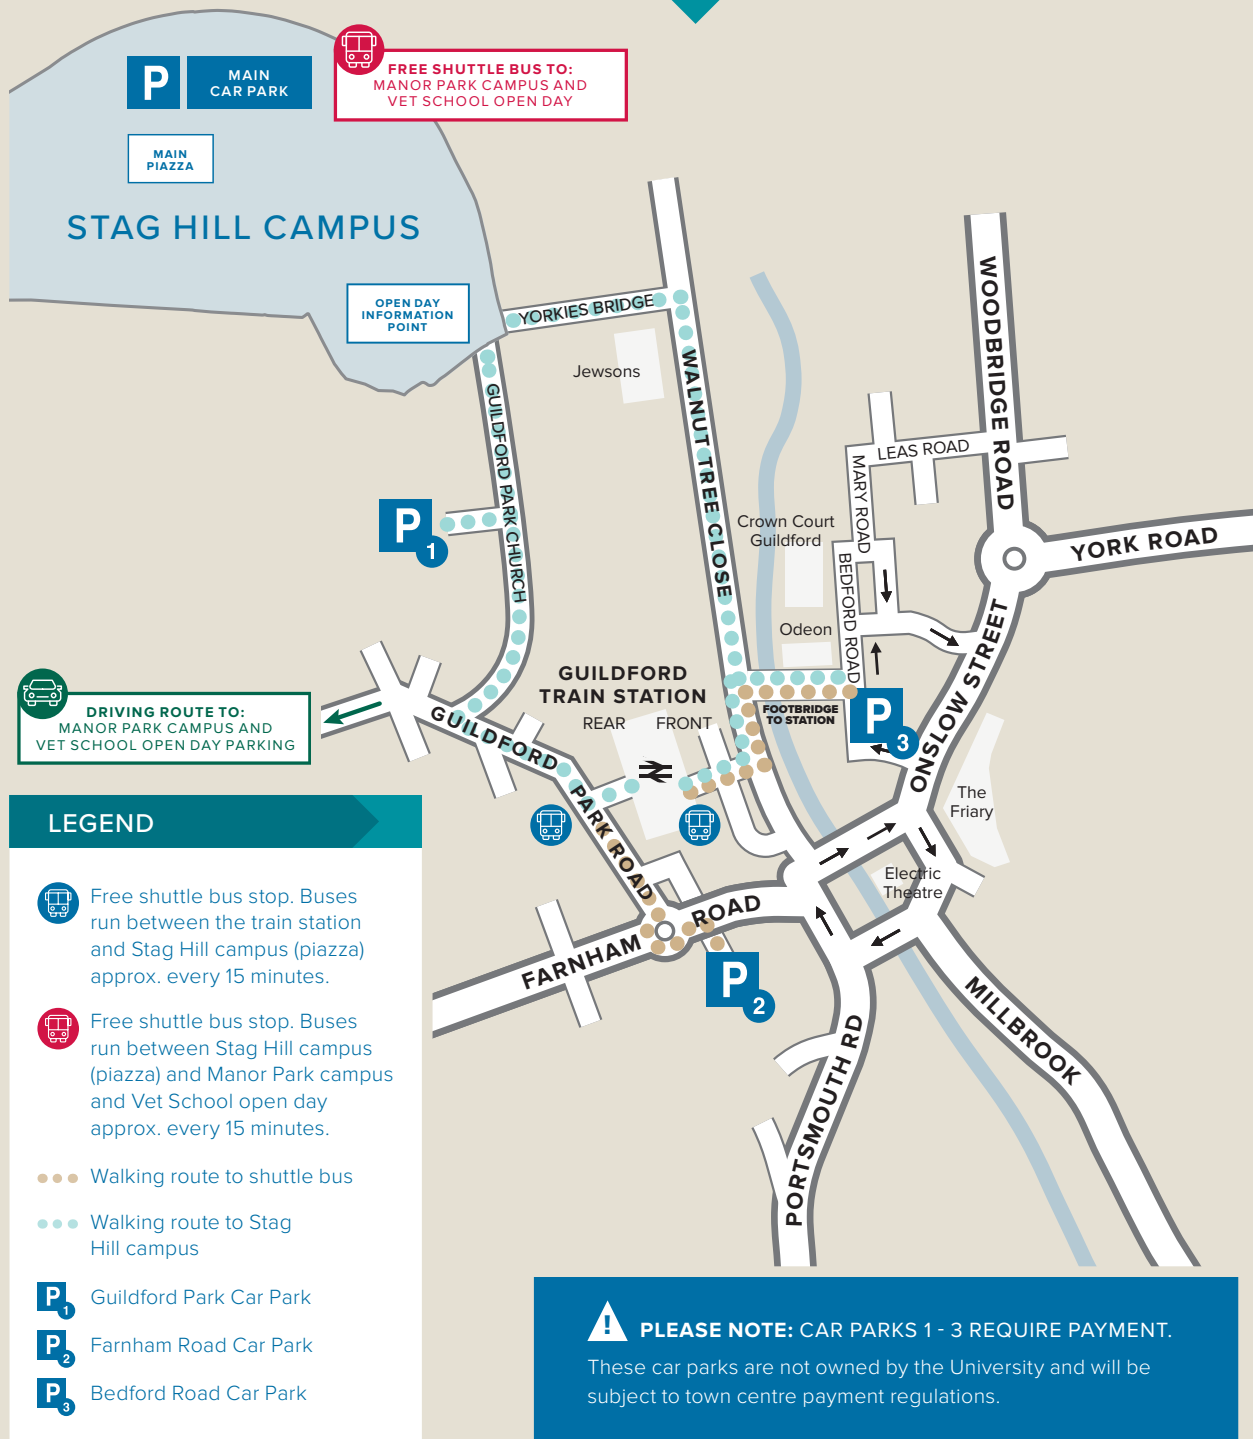 P
MAIN
CAR PARK
FREE SHUTTLE BUS TO:
MANOR PARK CAMPUS AND
VET SCHOOL OPEN DAY
MAIN
PIAZZA
STAG HILL CAMPUS
OPEN DAY
INFORMATION
POINT
YORKIES BRIDGE
Jewsons
WALNUT TREE CLOSE
WOODBRIDGE ROAD
GUILDFORD PARK CHURCH
LEAS ROAD
MARY ROAD
P
1
Crown Court
Guildford
YORK ROAD
BEDFORD ROAD
Odeon
ONSLOW STREET
GUILDFORD
TRAIN STATION
REAR
FRONT
FOOTBRIDGE
TO STATION
P
3
DRIVING ROUTE TO:
MANOR PARK CAMPUS AND
VET SCHOOL OPEN DAY PARKING
GUILDFORD
PARK ROAD
The
Friary
Electric
Theatre
FARNHAM
ROAD
P
2
MILLBROOK
PORTSMOUTH RD
LEGEND
Free shuttle bus stop. Buses
run between the train station
and Stag Hill campus (piazza)
approx. every 15 minutes.
Free shuttle bus stop. Buses
run between Stag Hill campus
(piazza) and Manor Park campus
and Vet School open day
approx. every 15 minutes.
Walking route to shuttle bus
Walking route to Stag
Hill campus
P
1
Guildford Park Car Park
P
2
Farnham Road Car Park
P
3
Bedford Road Car Park
! PLEASE NOTE: CAR PARKS 1 - 3 REQUIRE PAYMENT.
These car parks are not owned by the University and will be
subject to town centre payment regulations.